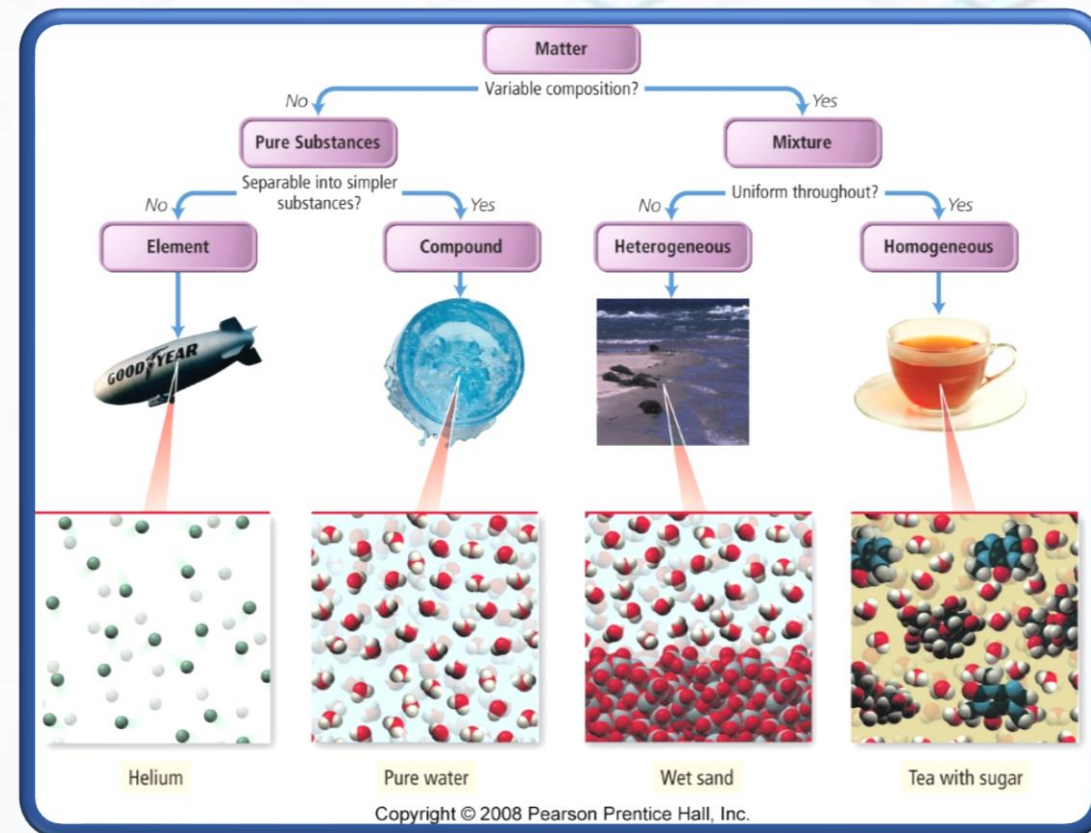 Matter
Variable composition?
No
Yes
Pure Substances
Mixture
Separable into simpler
substances?
Uniform throughout?
No
Yes
No
Yes
Element
Compound
Heterogeneous
Homogeneous
GOODYEAR
Helium
Pure water
Wet sand
Tea with sugar
Copyright © 2008 Pearson Prentice Hall, Inc.